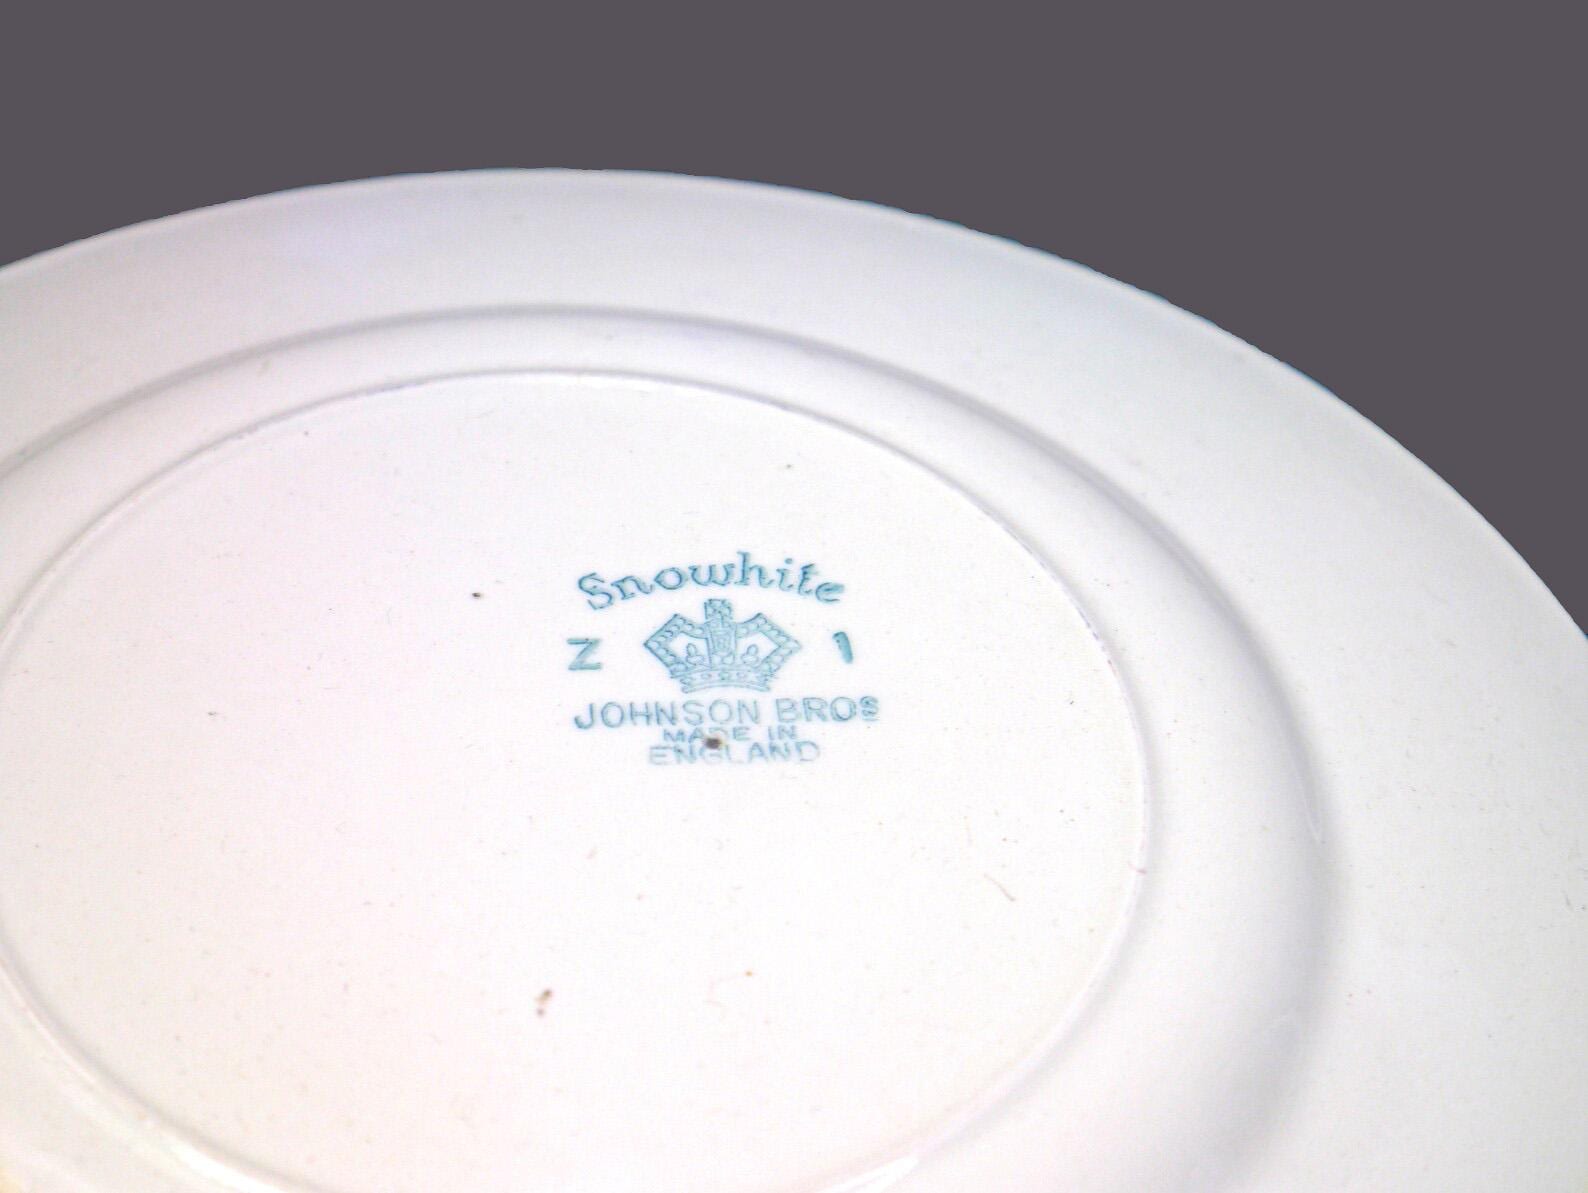 Snowhite
Z 1
JOHNSON BROS
MADE IN
ENGLAND